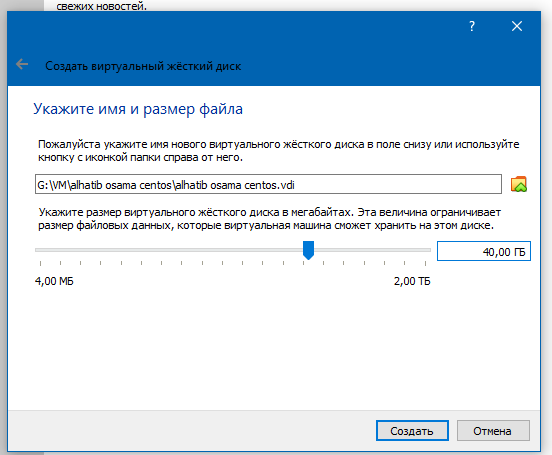 свежих новостей.
?
Создать виртуальный жёсткий диск
Укажите имя и размер файла
Пожалуйста укажите имя нового виртуального жёсткого диска в поле снизу или используйте
кнопку с иконкой папки справа от него.
G:\VM\alhatib osama centos\alhatib osama centos.vdi
Укажите размер виртуального жёсткого диска в мегабайтах. Эта величина ограничивает
размер файловых данных, которые виртуальная машина сможет хранить на этом диске.
40,00 ГБ
4,00 МБ
2,00 ТБ
Создать
Отмена